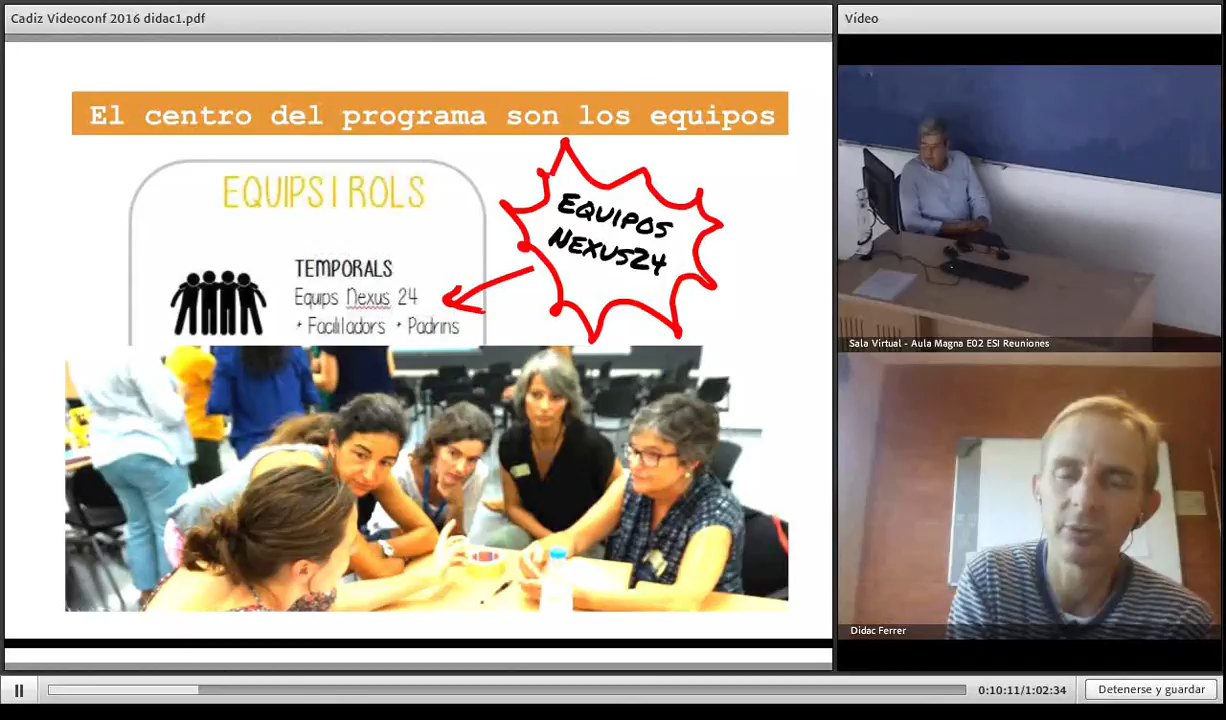 Cadiz Videoconf 2016 didac1.pdf
Vídeo
El centro del programa son los equipos
EQUIPS I ROLS
EQUIPOS
NEXUS24
TEMPORALS
Equips Nexus 24
+ Facilitadors + Padrins
Sala Virtual - Aula Magna E02 ESI Reuniones
Didac Ferrer
0:10:11/1:02:34
Detenerse y guardar